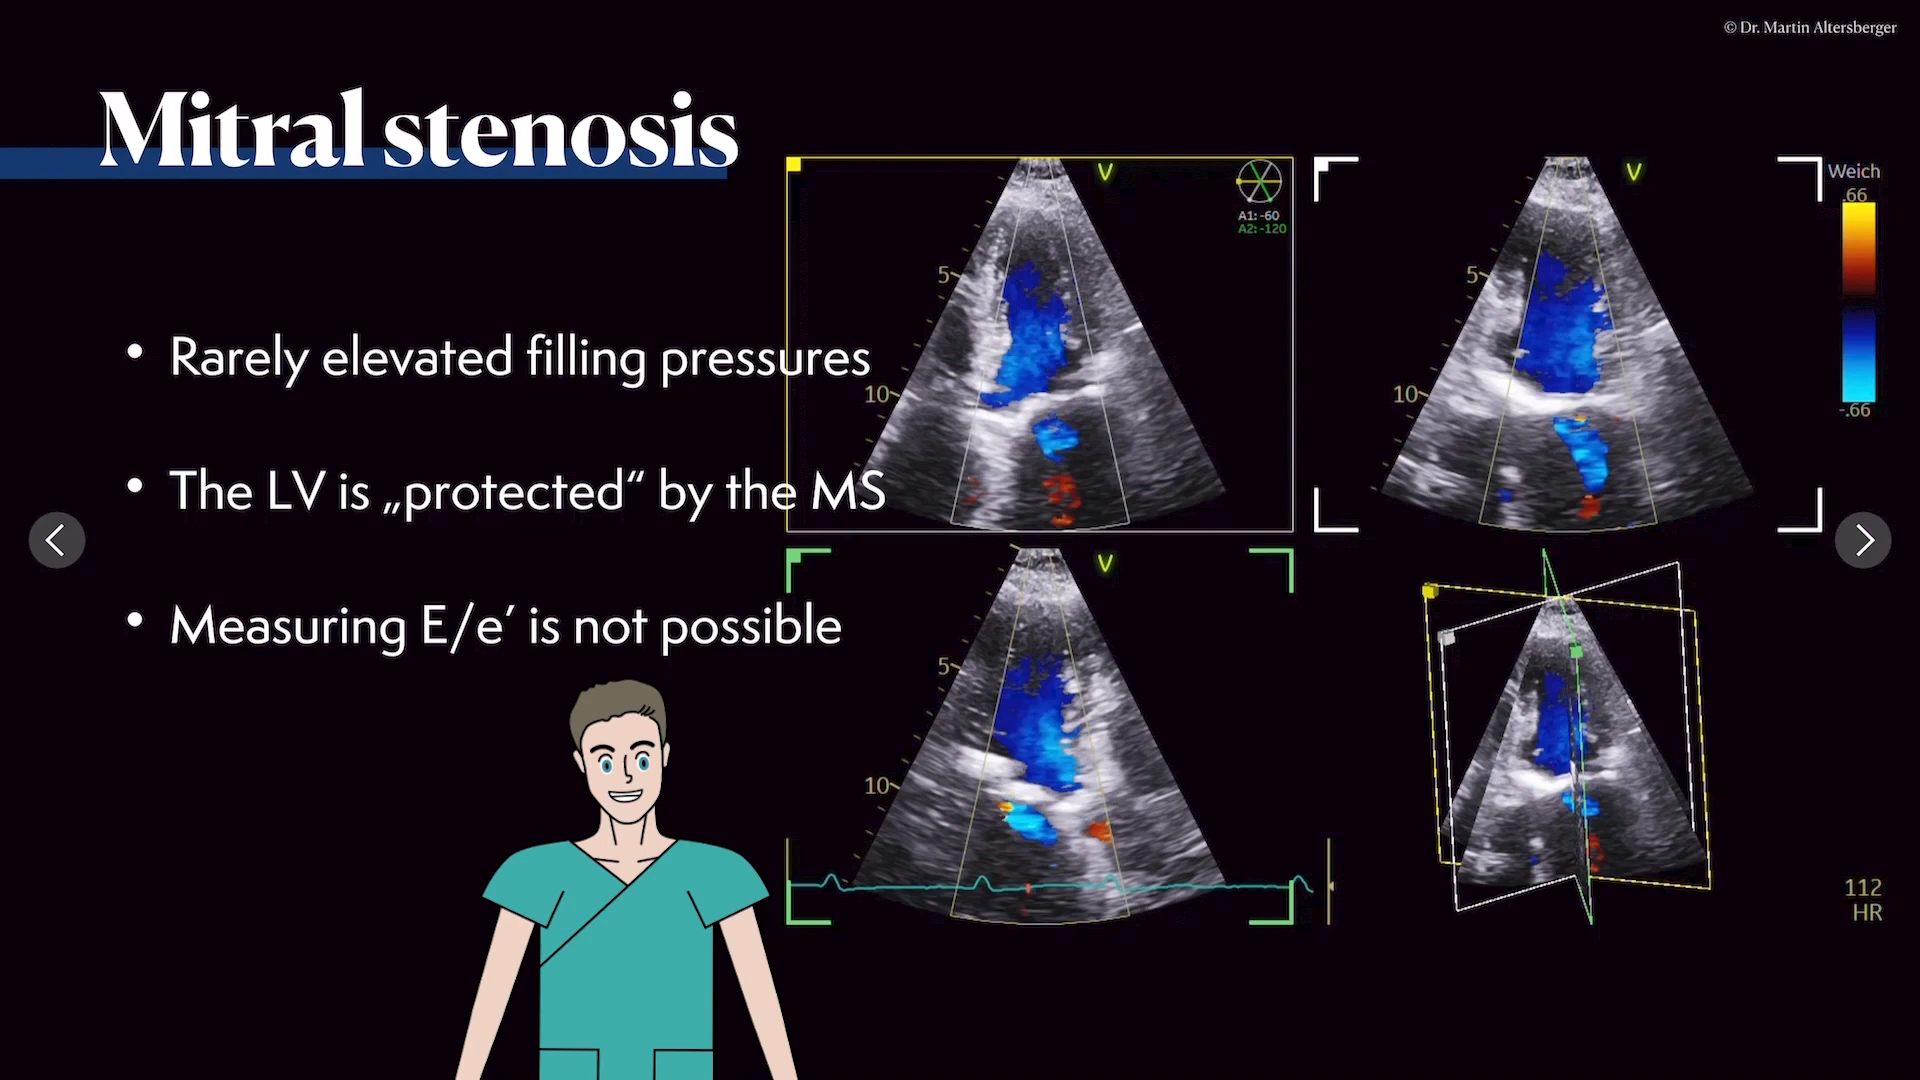 © Dr. Martin Altersberger
Mitral stenosis
• Rarely elevated filling pressures
• The LV is „protected“ by the MS
• Measuring E/e′ is not possible
V
A1: -60
A2: -120
5
10
V
5
10
Weich
.66
-.66
V
5
10
112
HR